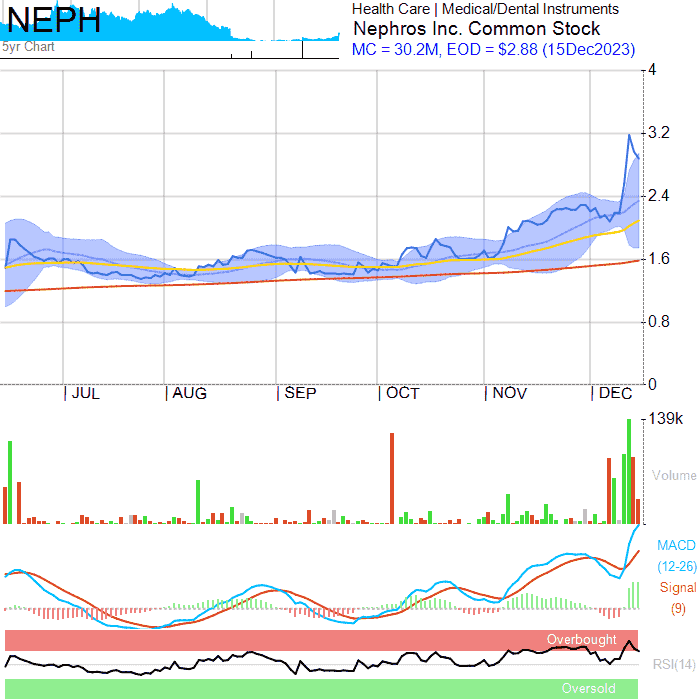 NEPH
5yr Chart
Health Care | Medical/Dental Instruments
Nephros Inc. Common Stock
MC = 30.2M, EOD = $2.88 (15Dec2023)
4
3.2
2.4
1.6
0.8
0
| JUL | AUG | SEP | OCT | NOV | DEC
139k
Volume
MACD
(12-26)
Signal
(9)
Overbought
RSI(14)
Oversold